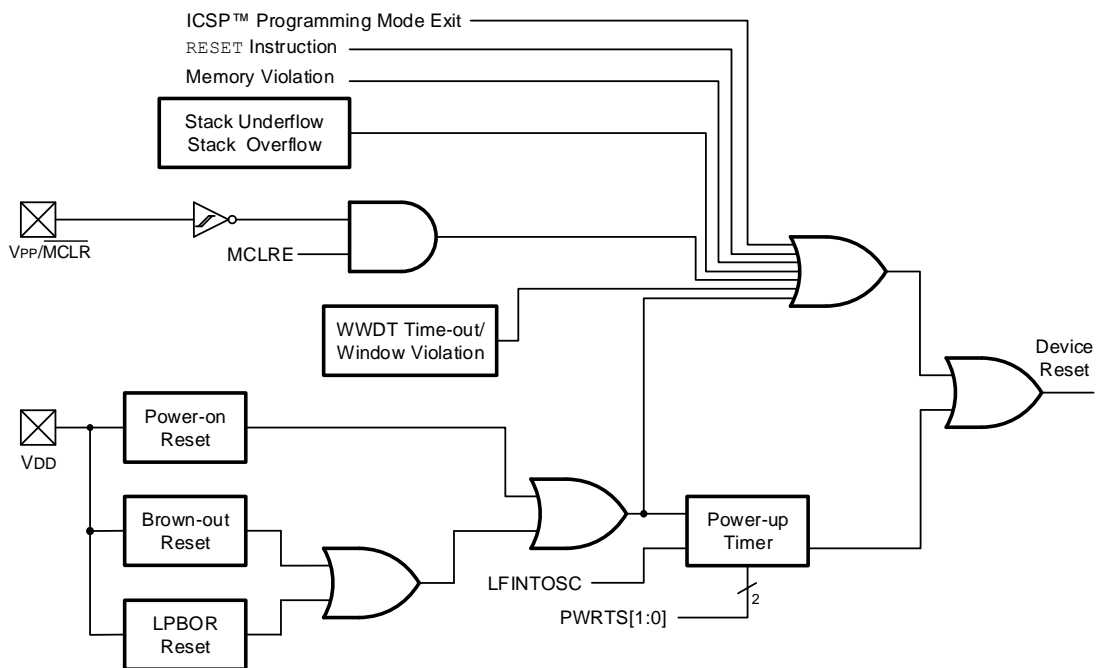 ICSP™ Programming Mode Exit
RESET Instruction
Memory Violation
Stack Underflow
Stack Overflow
VPP/MCLR
MCLRE
WWDT Time-out/
Window Violation
Device
Reset
Power-on
Reset
VDD
Brown-out
Reset
Power-up
Timer
LFINTOSC
LPBOR
Reset
2
PWRTS[1:0]